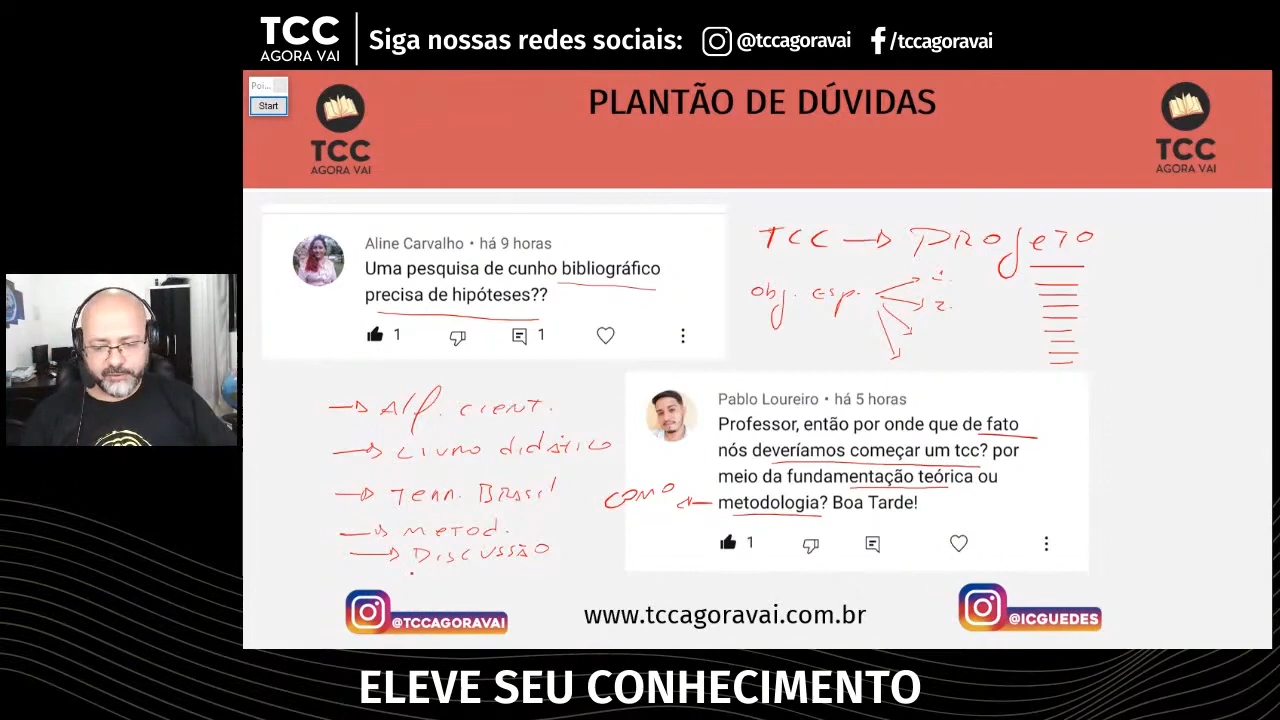 TCC
AGORA VAI
Siga nossas redes sociais:
@tccagoravai
/tccagoravai
Poi...
Start
TCC
AGORA VAI
PLANTÃO DE DÚVIDAS
TCC
AGORA VAI
Aline Carvalho • há 9 horas
Uma pesquisa de cunho bibliográfico
precisa de hipóteses??
1
1
TCC → PROJETO
Obj. esp.
1.
2.
→ Alf. cient.
→ Livro didático
→ Brasil
→ Metod.
→ Discussão
como
Pablo Loureiro • há 5 horas
Professor, então por onde que de fato
nós deveríamos começar um tcc? por
meio da fundamentação teórica ou
metodologia? Boa Tarde!
1
@TCCAGORAVAI
www.tccagoravai.com.br
@ICGUEDES
ELEVE SEU CONHECIMENTO